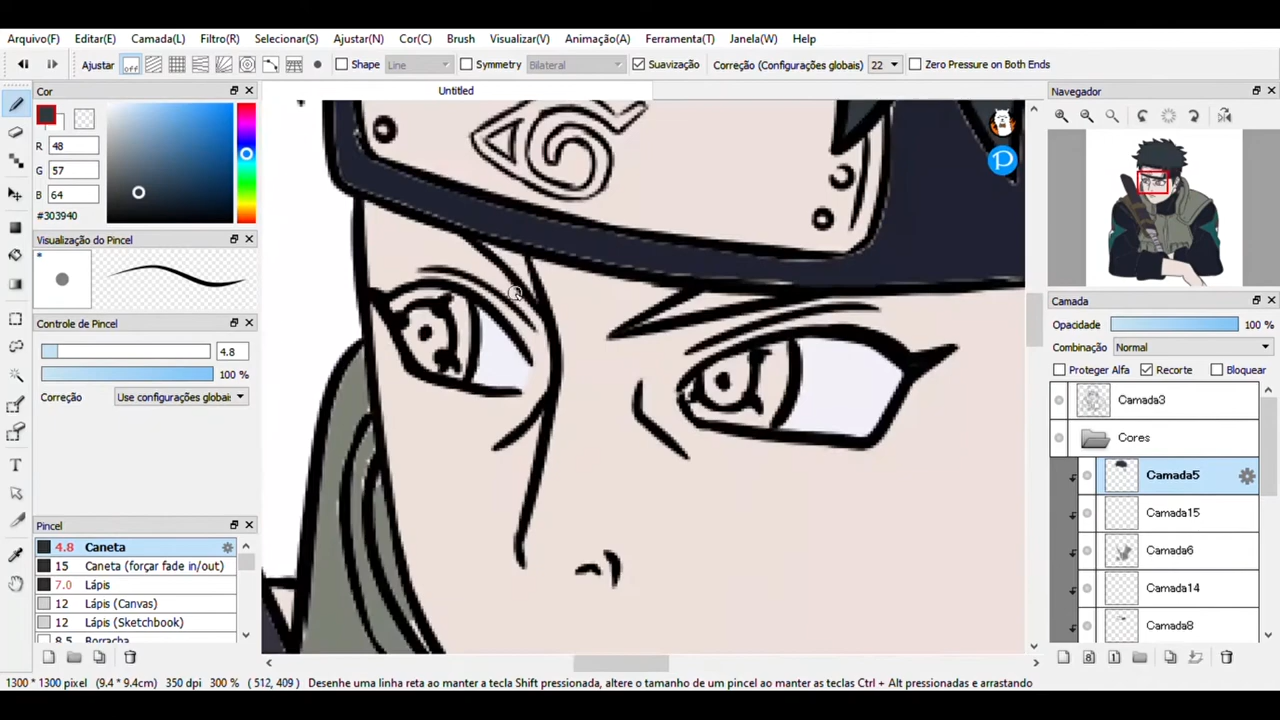 Arquivo(F) Editar(E) Camada(L) Filtro(R) Selecionar(S) Ajustar(N) Cor(C) Brush Visualizar(V) Animação(A) Ferramenta(T) Janela(W) Help
Ajustar off Shape Line Symmetry Bilateral Suavização Correção (Configurações globais) 22 Zero Pressure on Both Ends
Cor
R 48
G 57
B 64
#303940
Visualização do Pincel
Controle de Pincel
4.8
100 %
Correção Use configurações globais
Pincel
4.8 Caneta
15 Caneta (forçar fade in/out)
7.0 Lápis
12 Lápis (Canvas)
12 Lápis (Sketchbook)
8.5 Borracha
Untitled
P
Navegador
Camada
Opacidade 100 %
Combinação Normal
Proteger Alfa Recorte Bloquear
Camada3
Cores
Camada5
Camada15
Camada6
Camada14
Camada8
1300 * 1300 pixel (9.4 * 9.4cm) 350 dpi 300 % ( 512, 409 ) Desenhe uma linha reta ao manter a tecla Shift pressionada, altere o tamanho de um pincel ao manter as teclas Ctrl + Alt pressionadas e arrastando